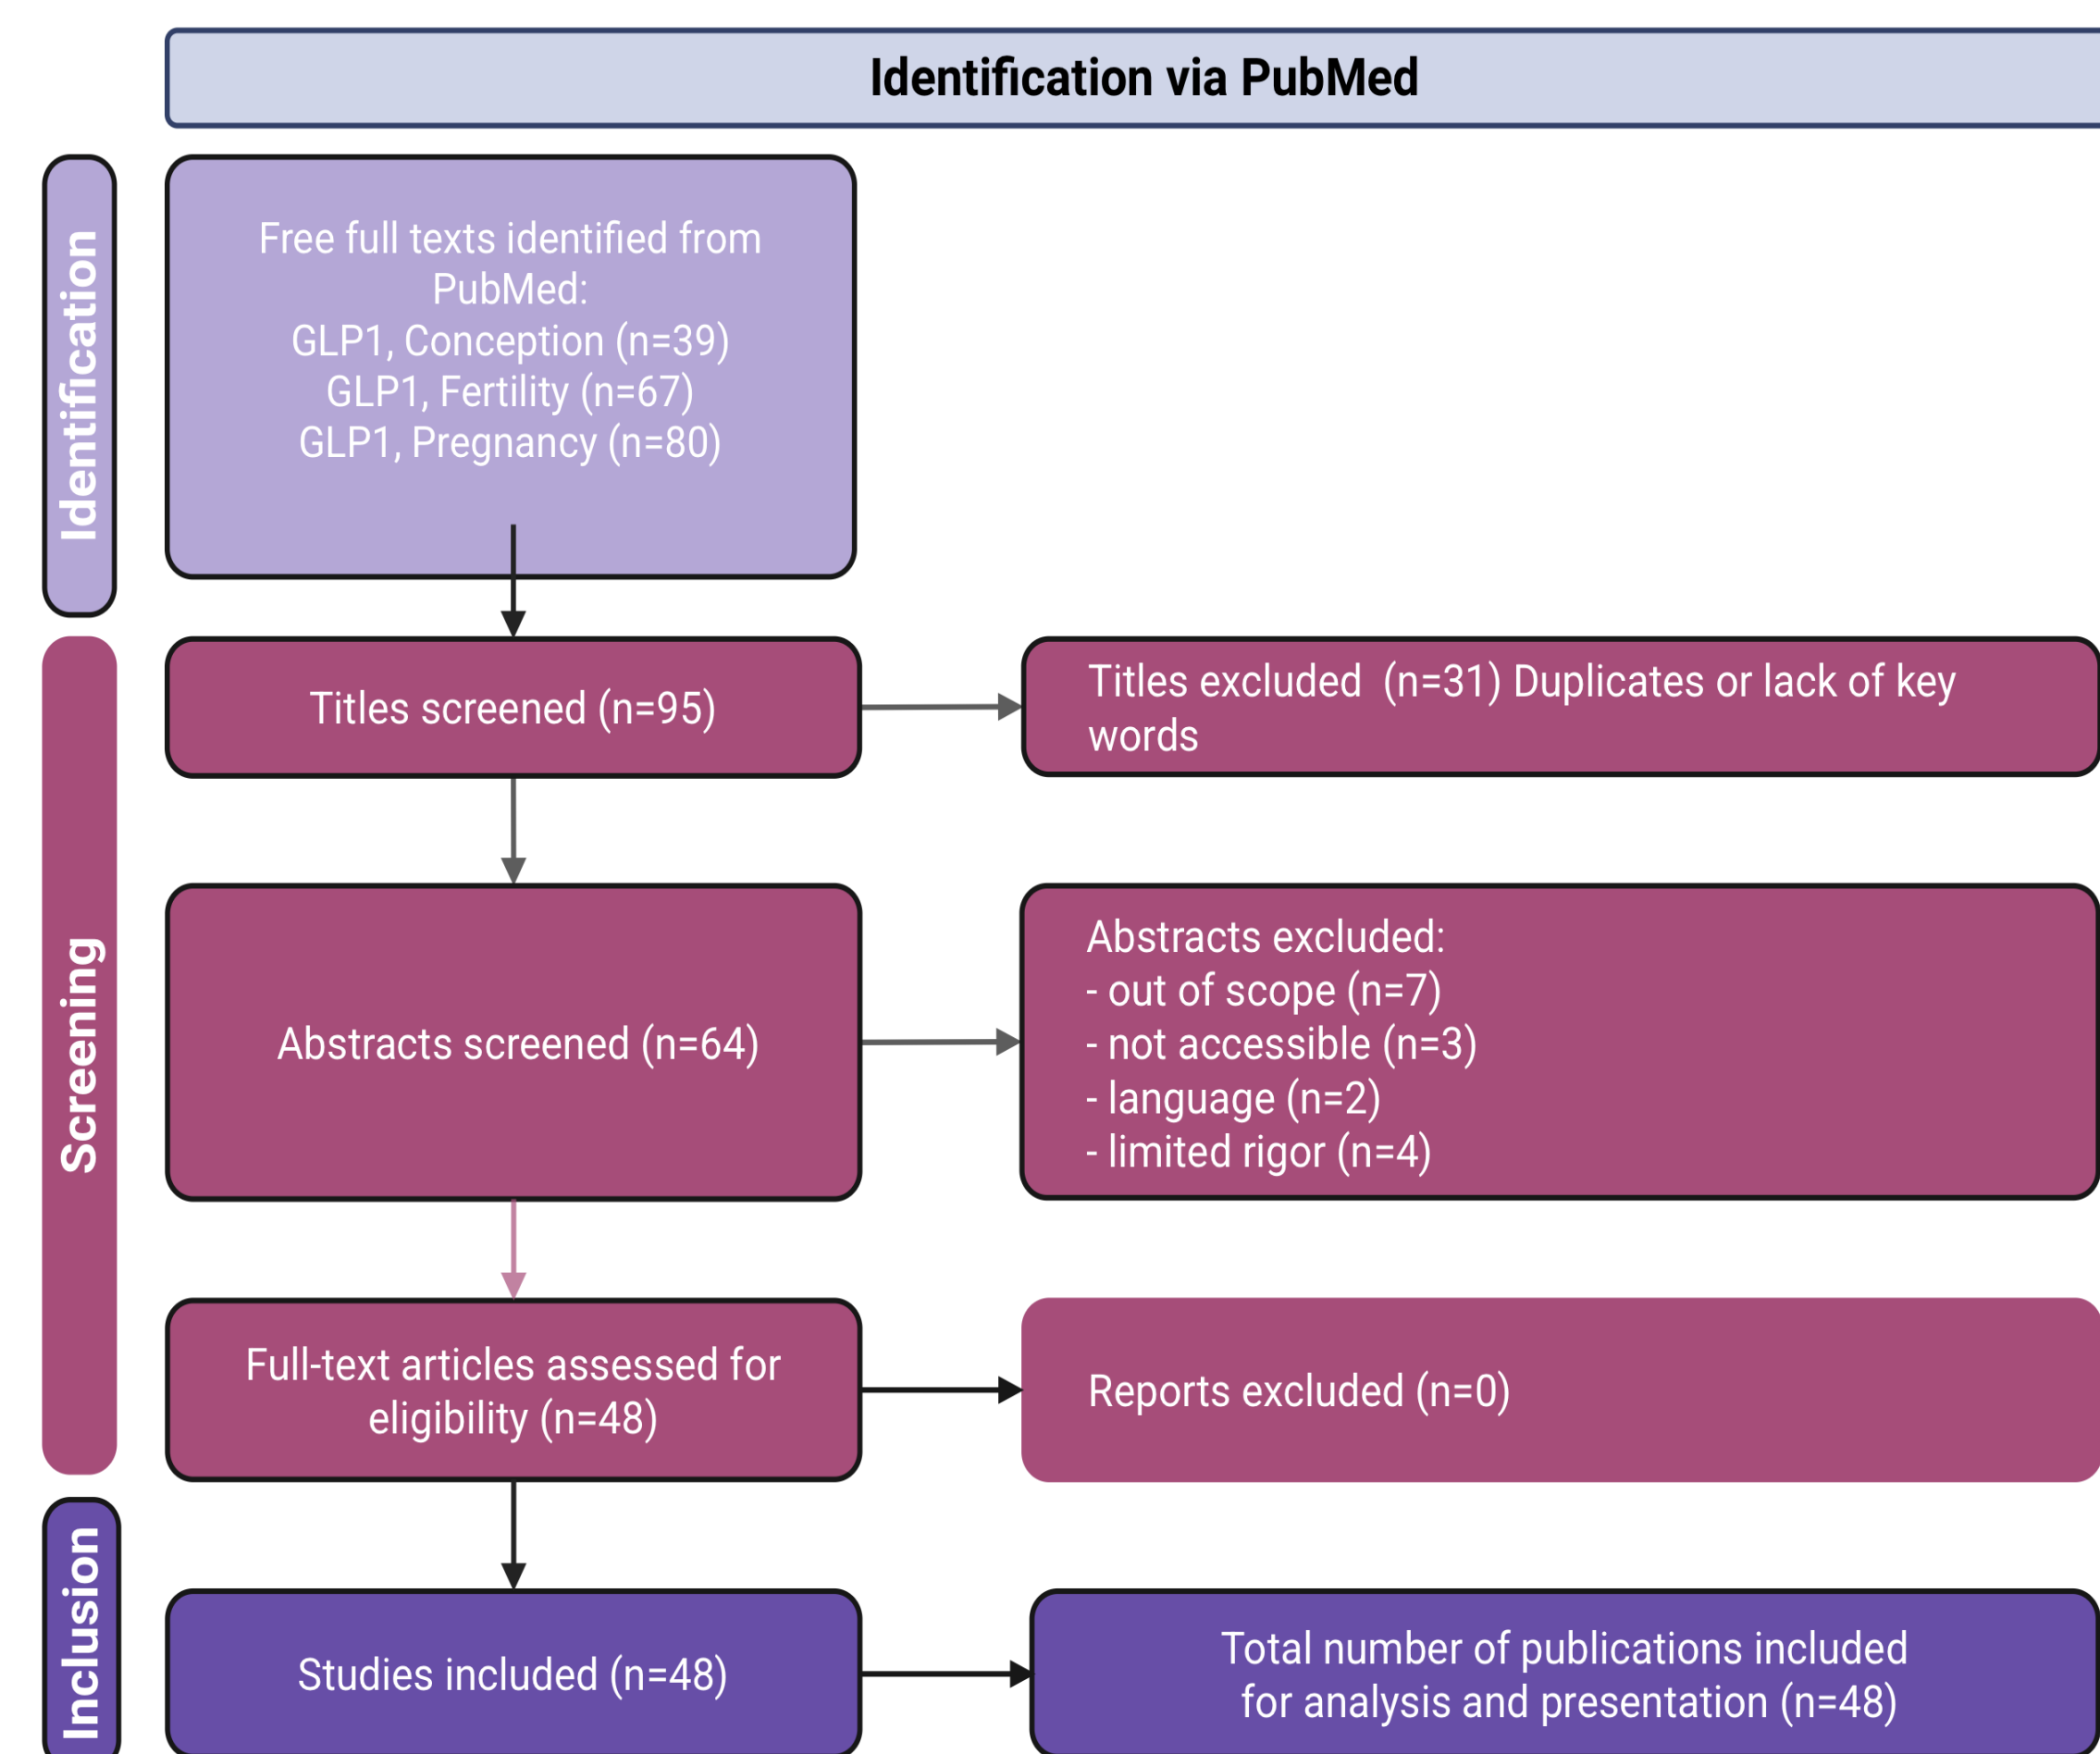 Identification via PubMed
Identification
Free full texts identified from
PubMed:
GLP1, Conception (n=39)
GLP1, Fertility (n=67)
GLP1, Pregnancy (n=80)
Screening
Titles screened (n=95)
Titles excluded (n=31) Duplicates or lack of key
words
Abstracts screened (n=64)
Abstracts excluded:
- out of scope (n=7)
- not accessible (n=3)
- language (n=2)
- limited rigor (n=4)
Full-text articles assessed for
eligibility (n=48)
Reports excluded (n=0)
Inclusion
Studies included (n=48)
Total number of publications included
for analysis and presentation (n=48)